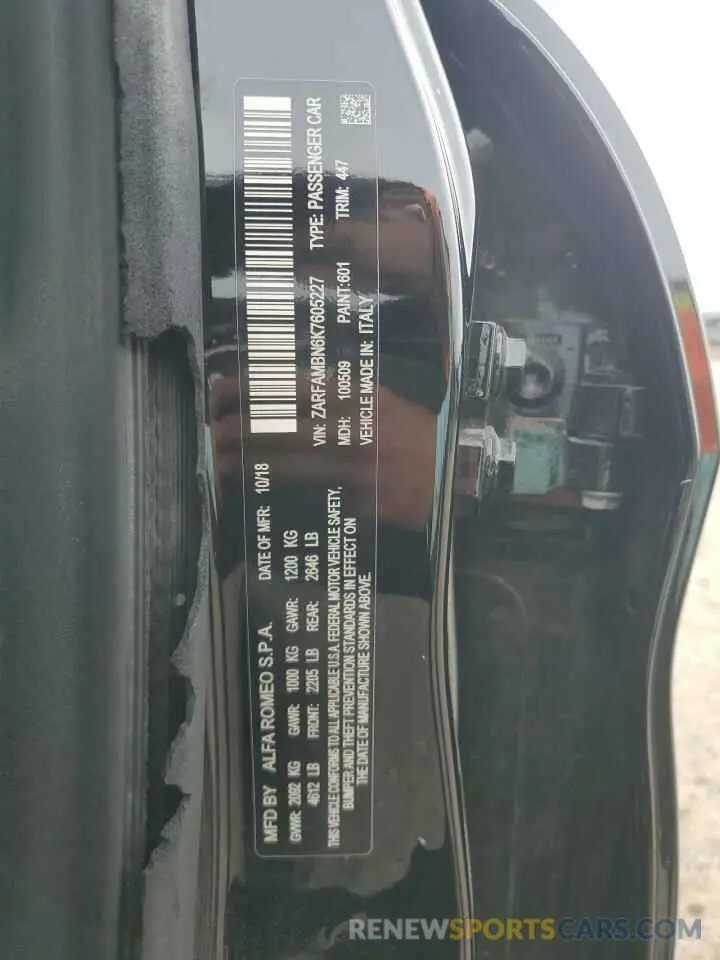 MFD BY ALFA ROMEO S.P.A. DATE OF MFR: 10/18
GVWR: 2092 KG GAWR: 1000 KG GAWR: 1200 KG
4612 LB FRONT: 2205 LB REAR: 2646 LB
THIS VEHICLE CONFORMS TO ALL APPLICABLE U.S.A. FEDERAL MOTOR VEHICLE SAFETY,
BUMPER AND THEFT PREVENTION STANDARDS IN EFFECT ON
THE DATE OF MANUFACTURE SHOWN ABOVE.
VIN: ZARFAMBN6K7605227 TYPE: PASSENGER CAR
MDH: 100509 PAINT:601 TRIM: 447
VEHICLE MADE IN: ITALY
RENEWSPORTSCARS.COM